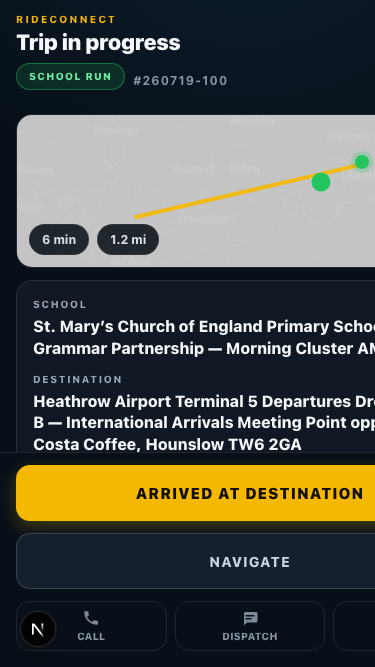 RIDECONNECT
Trip in progress
SCHOOL RUN
#260719-100
6 min
1.2 mi
SCHOOL
St. Mary's Church of England Primary Schoo
Grammar Partnership — Morning Cluster AM
DESTINATION
Heathrow Airport Terminal 5 Departures Dr
B — International Arrivals Meeting Point opp
Costa Coffee, Hounslow TW6 2GA
ARRIVED AT DESTINATION
NAVIGATE
N
CALL
DISPATCH